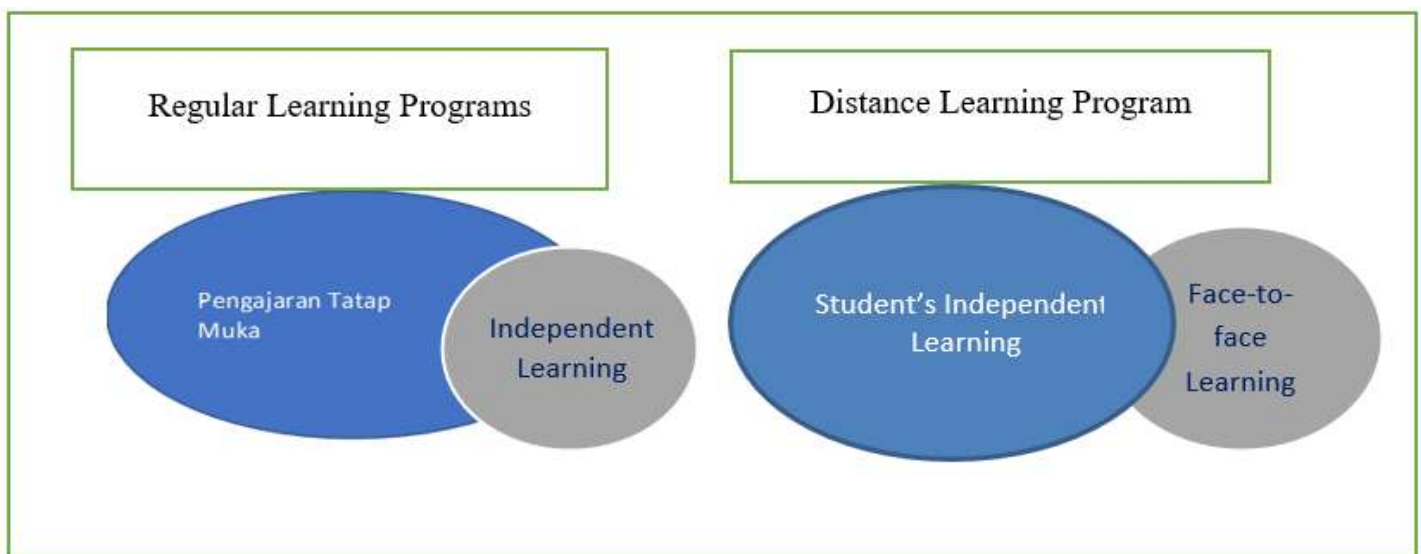 Regular Learning Programs
Distance Learning Program
Pengajaran Tatap
Muka
Independent
Learning
Student's Independent
Learning
Face-to-
face
Learning